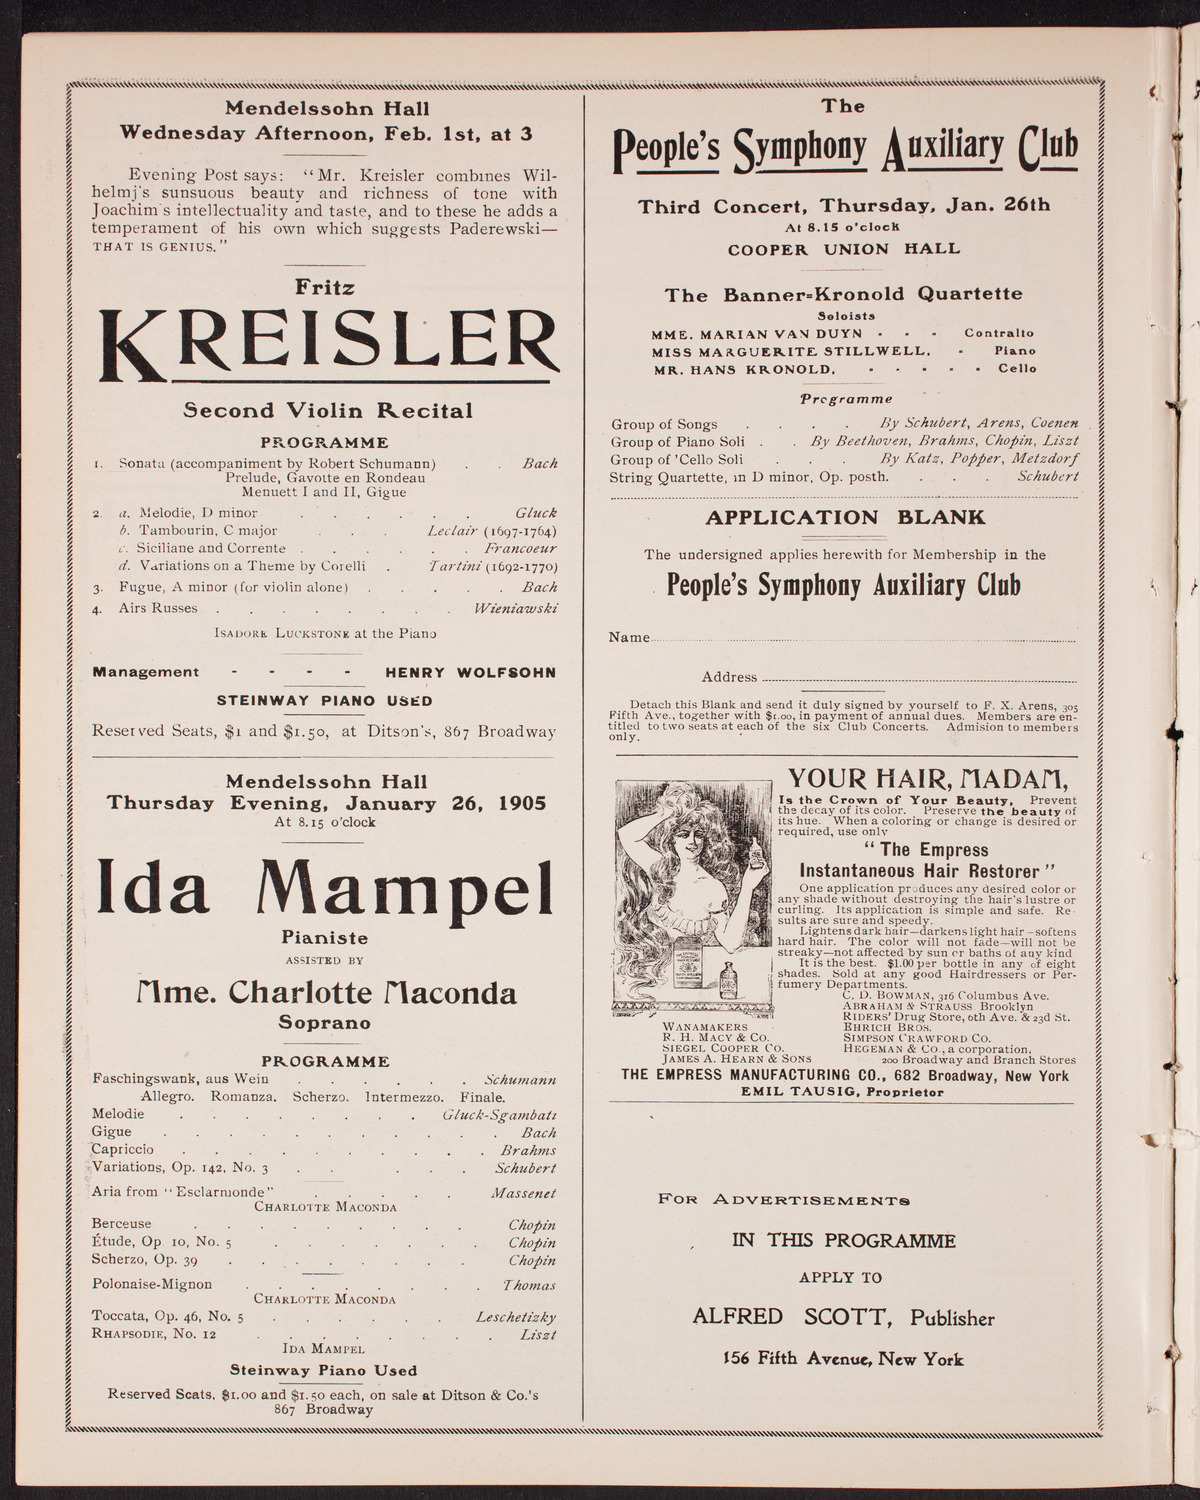 Mendelssohn Hall
Wednesday Afternoon, Feb. 1st, at 3
Evening Post says: "Mr. Kreisler combines Wil-
helmj's sunsuous beauty and richness of tone with
Joachim's intellectuality and taste, and to these he adds a
temperament of his own which suggests Paderewski—
THAT IS GENIUS."
Fritz
KREISLER
Second Violin Recital
PROGRAMME
1. Sonata (accompaniment by Robert Schumann) . . Bach
Prelude, Gavotte en Rondeau
Menuett I and II, Gigue
2. a. Melodie, D minor . . . . . . Gluck
b. Tambourin, C major . . . Leclair (1697-1764)
c. Siciliane and Corrente . . . . . . Francoeur
d. Variations on a Theme by Corelli . Tartini (1692-1770)
3. Fugue, A minor (for violin alone) . . . . . Bach
4. Airs Russes . . . . . . . . Wieniawski
ISADORE LUCKSTONE at the Piano
Management - - - - HENRY WOLFSOHN
STEINWAY PIANO USED
Reserved Seats, $1 and $1.50, at Ditson's, 867 Broadway
Mendelssohn Hall
Thursday Evening, January 26, 1905
At 8.15 o'clock
Ida Mampel
Pianiste
ASSISTED BY
Mme. Charlotte Maconda
Soprano
PROGRAMME
Faschingswank, aus Wein . . . . . . Schumann
Allegro. Romanza. Scherzo. Intermezzo. Finale.
Melodie . . . . . . . . Gluck-Sgambati
Gigue . . . . . . . . . . . Bach
Capriccio . . . . . . . . . . Brahms
Variations, Op. 142, No. 3 . . . . . Schubert
Aria from "Esclarmonde" . . . . . Massenet
CHARLOTTE MACONDA
Berceuse . . . . . . . . . Chopin
Étude, Op. 10, No. 5 . . . . . . . Chopin
Scherzo, Op. 39 . . . . . . . . Chopin
Polonaise-Mignon . . . . . . . . Thomas
CHARLOTTE MACONDA
Toccata, Op. 46, No. 5 . . . . . . Leschetizky
RHAPSODIE, No. 12 . . . . . . . . Liszt
IDA MAMPEL
Steinway Piano Used
Reserved Seats, $1.00 and $1.50 each, on sale at Ditson & Co.'s
867 Broadway
The
People's Symphony Auxiliary Club
Third Concert, Thursday, Jan. 26th
At 8.15 o'clock
COOPER UNION HALL
The Banner=Kronold Quartette
Soloists
MME. MARIAN VAN DUYN - - - Contralto
MISS MARGUERITE STILLWELL, - Piano
MR. HANS KRONOLD, - - - - - Cello
Programme
Group of Songs . . . . By Schubert, Arens, Coenen
Group of Piano Soli . . By Beethoven, Brahms, Chopin, Liszt
Group of 'Cello Soli . . . By Katz, Popper, Metzdorf
String Quartette, in D minor, Op. posth. . . . Schubert
APPLICATION BLANK
The undersigned applies herewith for Membership in the
People's Symphony Auxiliary Club
Name
Address
Detach this Blank and send it duly signed by yourself to F. X. Arens, 305
Fifth Ave., together with $1.00, in payment of annual dues. Members are en-
titled to two seats at each of the six Club Concerts. Admision to members
only.
YOUR HAIR, MADAM,
Is the Crown of Your Beauty, Prevent
the decay of its color. Preserve the beauty of
its hue. When a coloring or change is desired or
required, use only
"The Empress
Instantaneous Hair Restorer"
One application produces any desired color or
any shade without destroying the hair's lustre or
curling. Its application is simple and safe. Re-
sults are sure and speedy.
Lightens dark hair—darkens light hair—softens
hard hair. The color will not fade—will not be
streaky—not affected by sun or baths of any kind
It is the best. $1.00 per bottle in any of eight
shades. Sold at any good Hairdressers or Per-
fumery Departments.
C. D. BOWMAN, 316 Columbus Ave.
ABRAHAM & STRAUSS, Brooklyn
RIDERS' Drug Store, 6th Ave. & 23d St.
WANAMAKERS EHRICH BROS.
R. H. MACY & CO. SIMPSON CRAWFORD CO.
SIEGEL COOPER CO. HEGEMAN & CO., a corporation,
JAMES A. HEARN & SONS 200 Broadway and Branch Stores
THE EMPRESS MANUFACTURING CO., 682 Broadway, New York
EMIL TAUSIG, Proprietor
FOR ADVERTISEMENTS
IN THIS PROGRAMME
APPLY TO
ALFRED SCOTT, Publisher
156 Fifth Avenue, New York